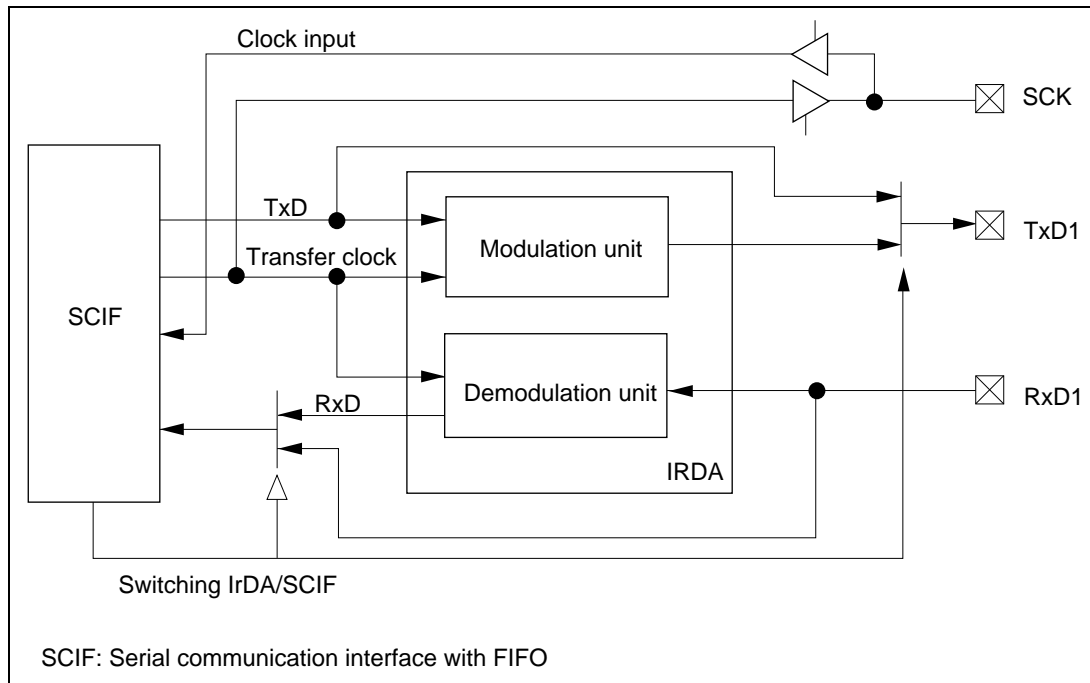 Clock input
SCK
TxD
TxD1
Transfer clock
Modulation unit
SCIF
Demodulation unit
RxD
RxD1
IRDA
Switching IrDA/SCIF
SCIF: Serial communication interface with FIFO